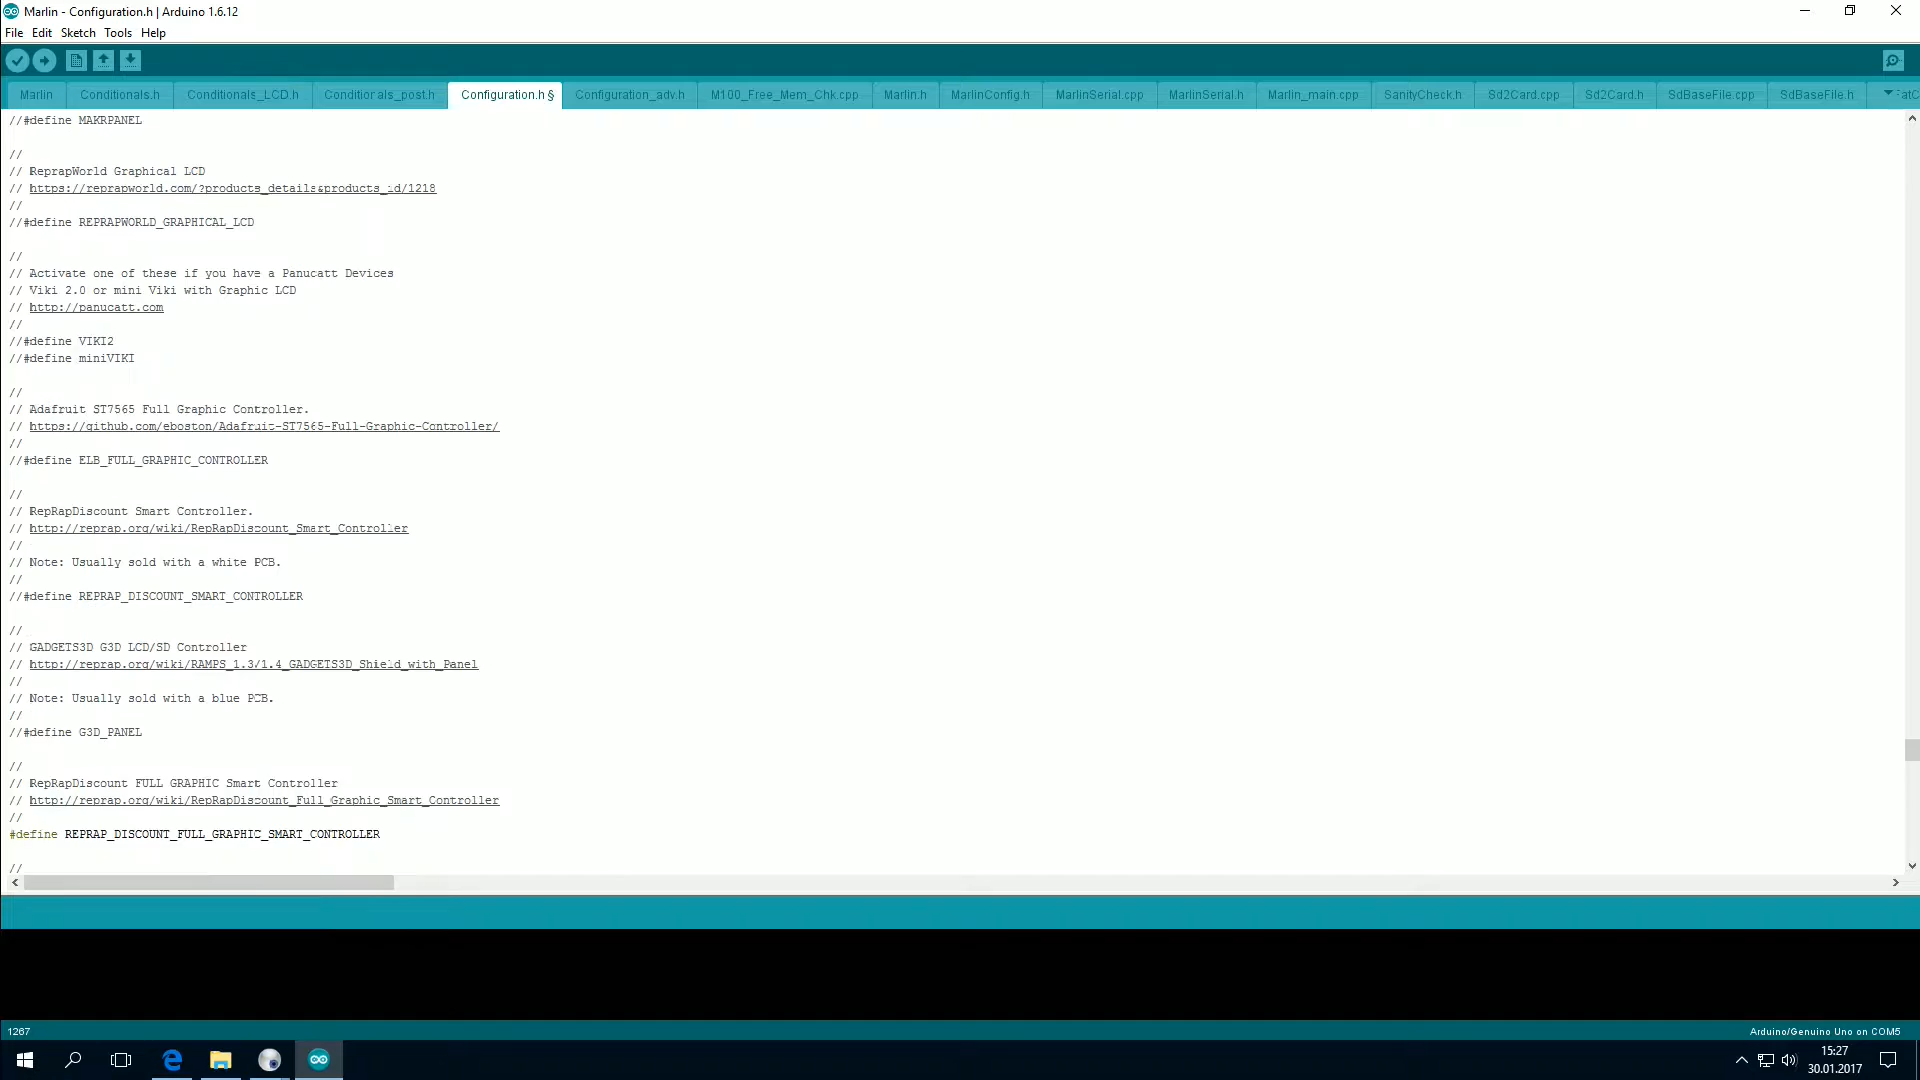 Marlin - Configuration.h | Arduino 1.6.12
File Edit Sketch Tools Help
Marlin Conditionals.h Conditionals_LCD.h Conditionals_post.h Configuration.h § Configuration_adv.h M100_Free_Mem_Chk.cpp Marlin.h MarlinConfig.h MarlinSerial.cpp MarlinSerial.h Marlin_main.cpp SanityCheck.h Sd2Card.cpp Sd2Card.h SdBaseFile.cpp SdBaseFile.h
//#define MAKRPANEL
//
// ReprapWorld Graphical LCD
// https://reprapworld.com/?products_details&products_id/1218
//
//#define REPRAPWORLD_GRAPHICAL_LCD
//
// Activate one of these if you have a Panucatt Devices
// Viki 2.0 or mini Viki with Graphic LCD
// http://panucatt.com
//
//#define VIKI2
//#define miniVIKI
//
// Adafruit ST7565 Full Graphic Controller.
// https://github.com/eboston/Adafruit-ST7565-Full-Graphic-Controller/
//
//#define ELB_FULL_GRAPHIC_CONTROLLER
//
// RepRapDiscount Smart Controller.
// http://reprap.org/wiki/RepRapDiscount_Smart_Controller
//
// Note: Usually sold with a white PCB.
//
//#define REPRAP_DISCOUNT_SMART_CONTROLLER
//
// GADGETS3D G3D LCD/SD Controller
// http://reprap.org/wiki/RAMPS_1.3/1.4_GADGETS3D_Shield_with_Panel
//
// Note: Usually sold with a blue PCB.
//
//#define G3D_PANEL
//
// RepRapDiscount FULL GRAPHIC Smart Controller
// http://reprap.org/wiki/RepRapDiscount_Full_Graphic_Smart_Controller
//
#define REPRAP_DISCOUNT_FULL_GRAPHIC_SMART_CONTROLLER
//
1267
Arduino/Genuino Uno on COM5
15:27
30.01.2017